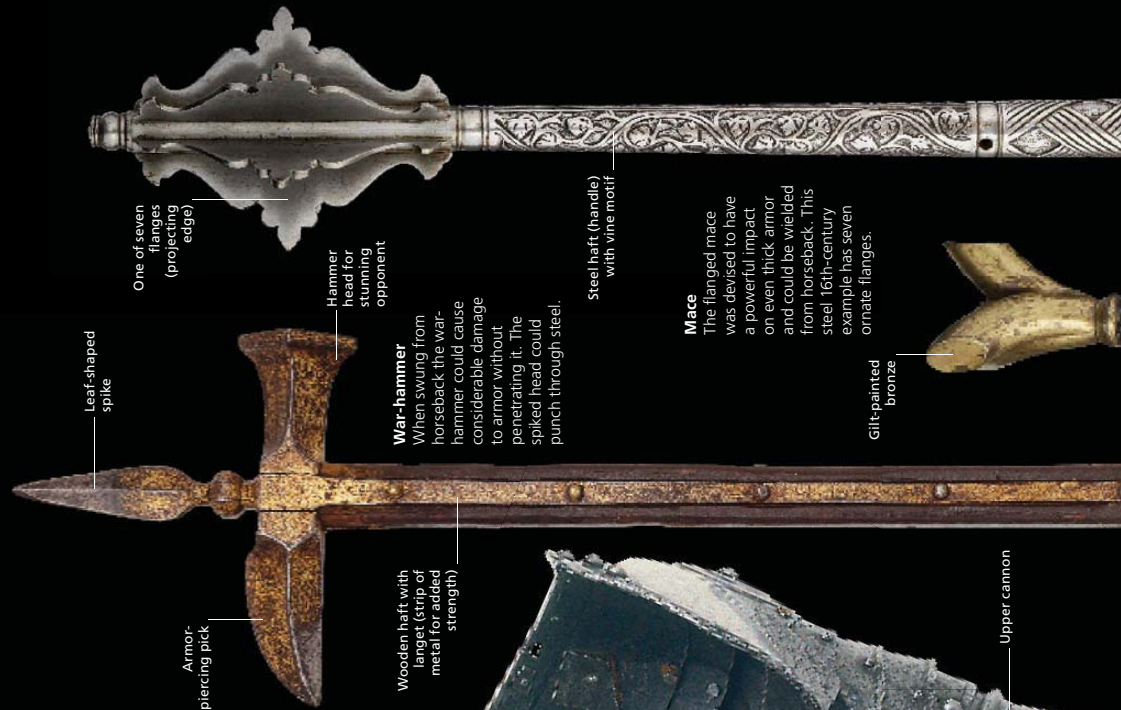 One of seven
flanges
(projecting
edge)
Steel haft (handle)
with vine motif
Mace
The flanged mace
was devised to have
a powerful impact
on even thick armor
and could be wielded
from horseback. This
steel 16th-century
example has seven
ornate flanges.
Leaf-shaped
spike
Hammer
head for
stunning
opponent
War-hammer
When swung from
horseback the war-
hammer could cause
considerable damage
to armor without
penetrating it. The
spiked head could
punch through steel.
Gilt-painted
bronze
Armor-
piercing pick
Wooden haft with
langet (strip of
metal for added
strength)
Upper cannon